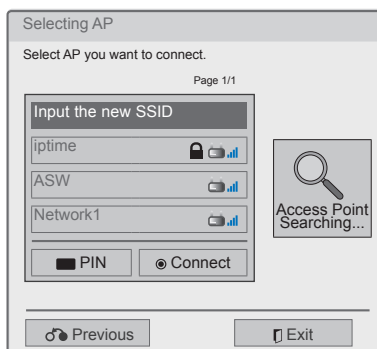 Selecting AP
Select AP you want to connect.
Page 1/1
Input the new SSID
iptime
ASW
Network1
Access Point
Searching...
PIN
Connect
Previous
Exit